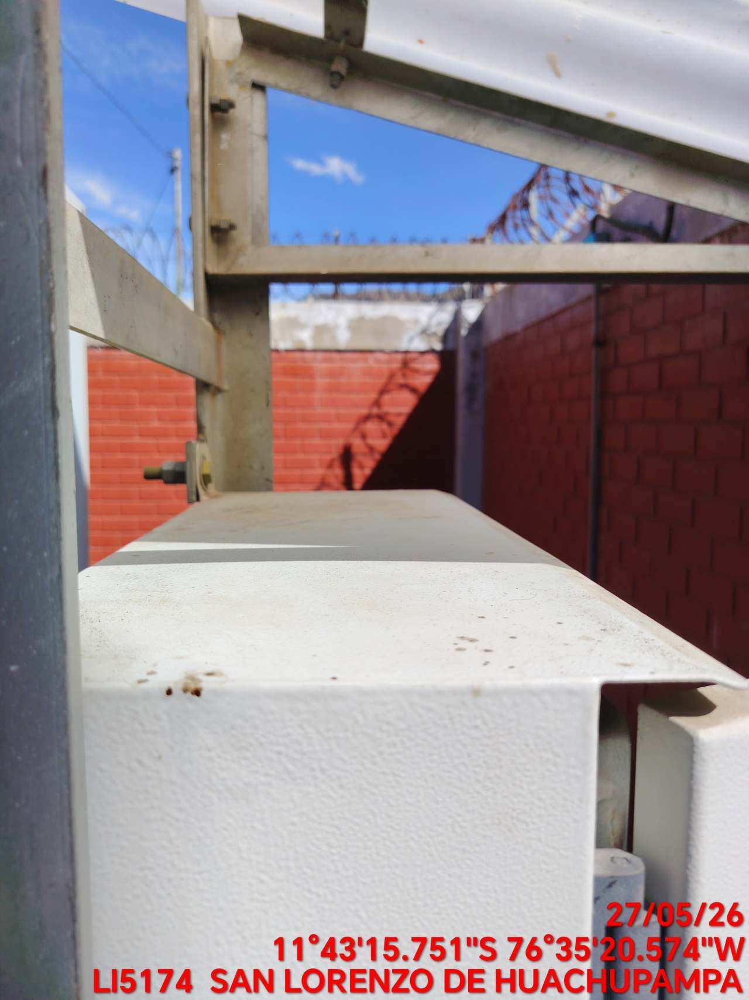 27/05/26
11°43'15.751"S 76°35'20.574"W
LI5174 SAN LORENZO DE HUACHUPAMPA